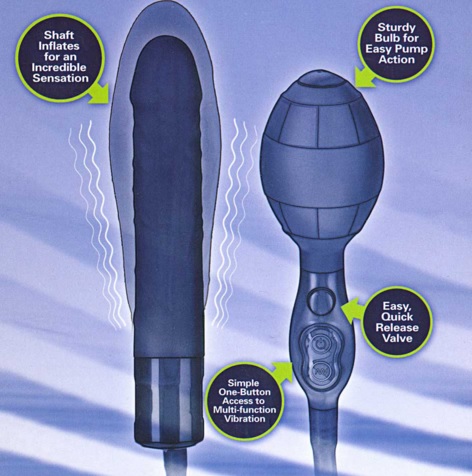 Shaft
Inflates
for an
Incredible
Sensation
Sturdy
Bulb for
Easy Pump
Action
Easy,
Quick
Release
Valve
Simple
One-Button
Access to
Multi-function
Vibration